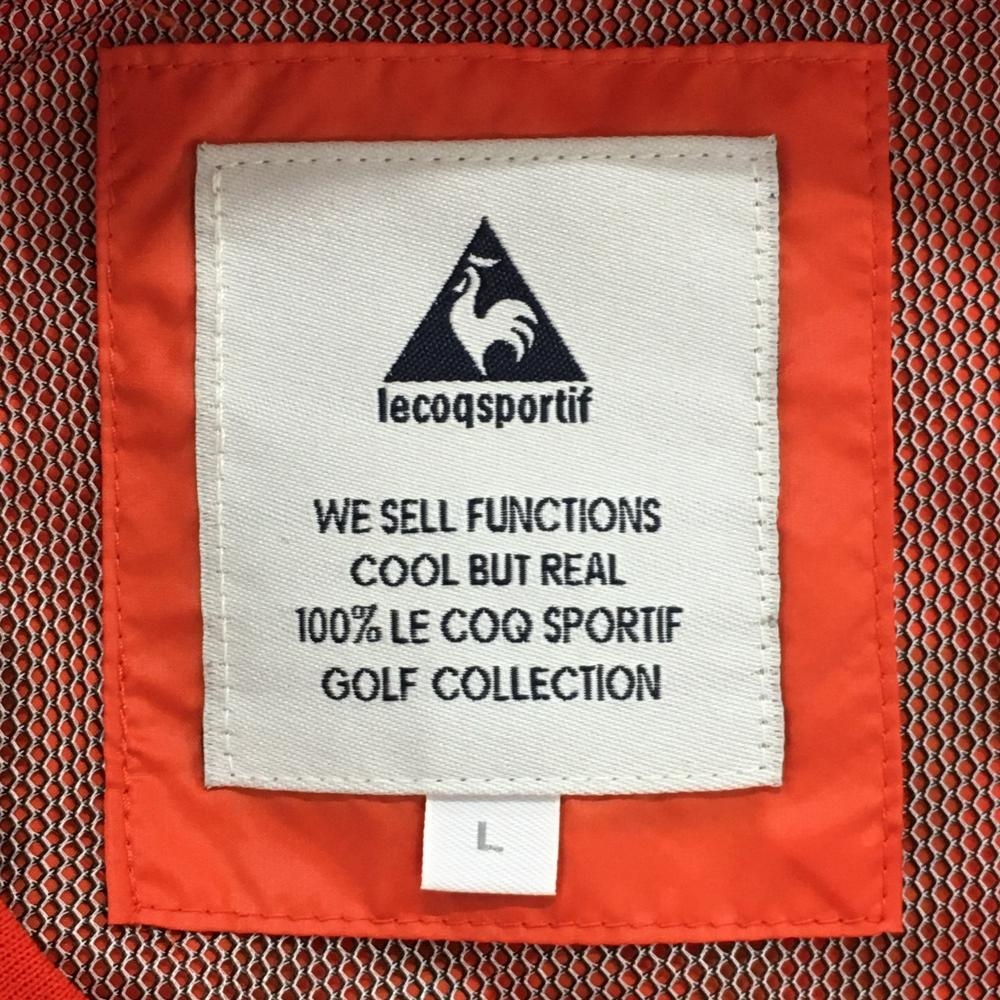 lecoqsportif
WE SELL FUNCTIONS
COOL BUT REAL
100% LE COQ SPORTIF
GOLF COLLECTION
L